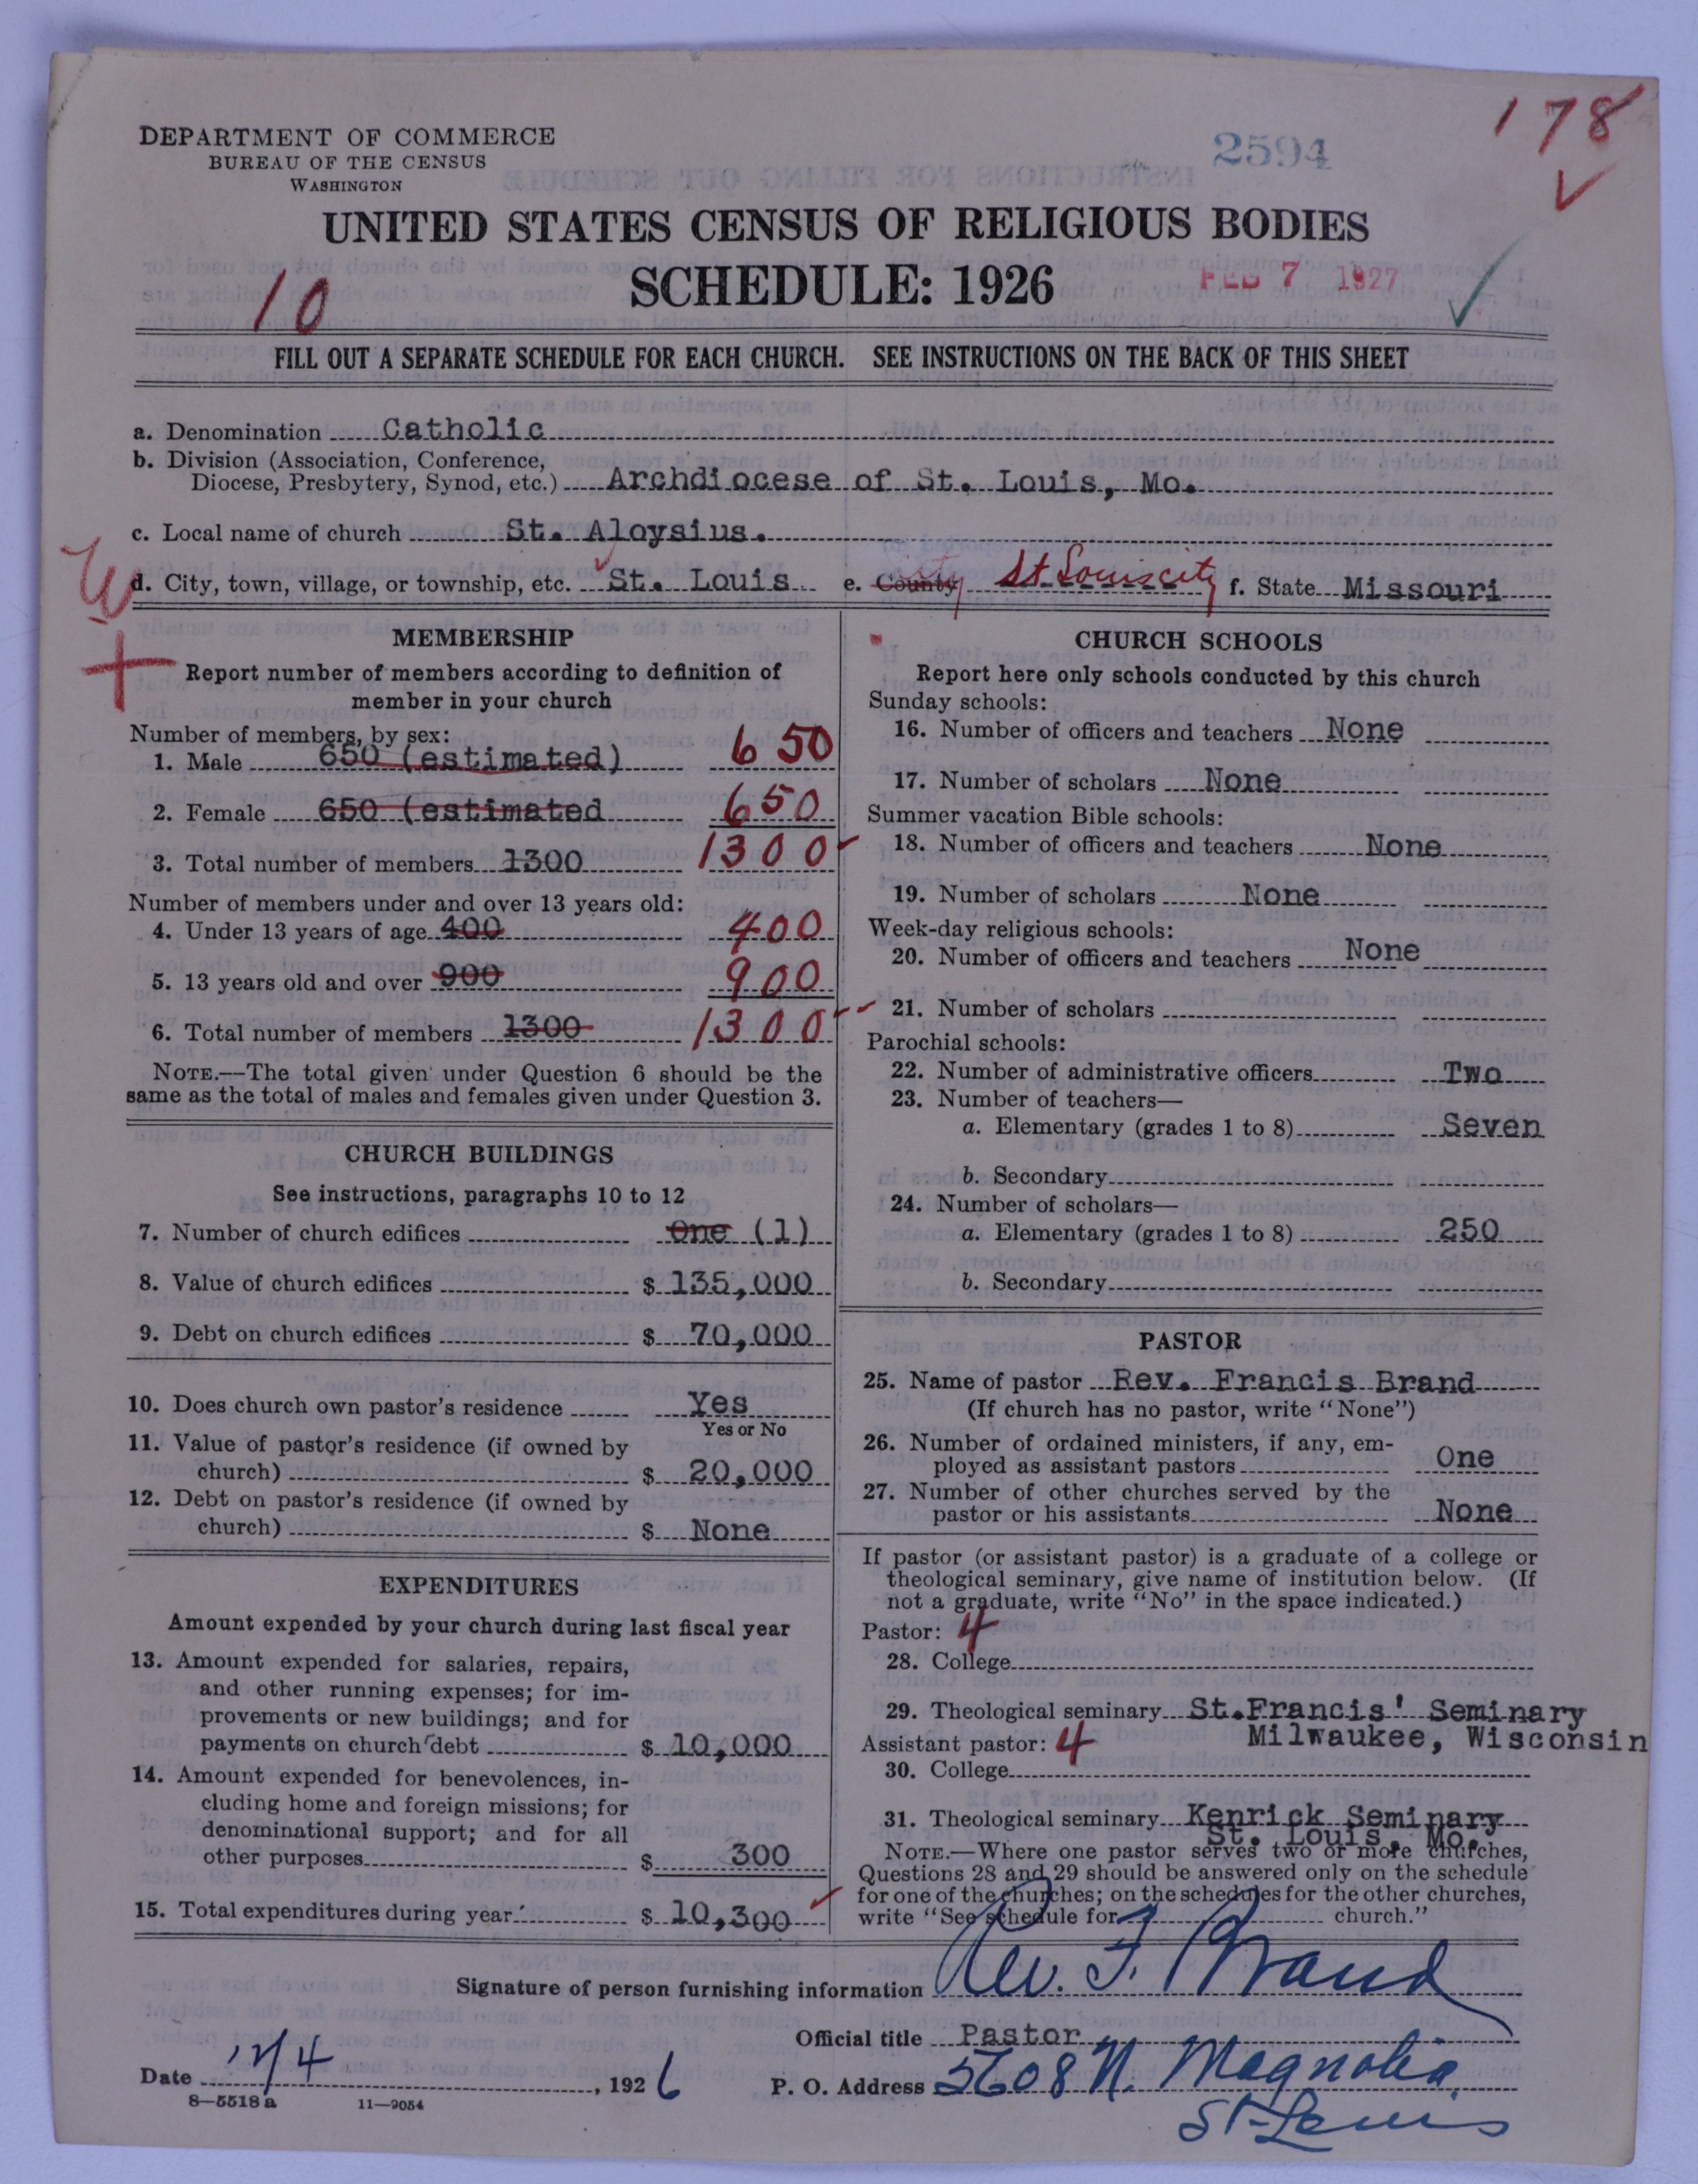 178
2594
DEPARTMENT OF COMMERCE
BUREAU OF THE CENSUS
WASHINGTON
UNITED STATES CENSUS OF RELIGIOUS BODIES
SCHEDULE: 1926
FEB 7 1927
10
FILL OUT A SEPARATE SCHEDULE FOR EACH CHURCH. SEE INSTRUCTIONS ON THE BACK OF THIS SHEET
a. Denomination Catholic
b. Division (Association, Conference,
Diocese, Presbytery, Synod, etc.) Archdiocese of St. Louis, Mo.
c. Local name of church St. Aloysius.
d. City, town, village, or township, etc. St. Louis e. County City St Louis city f. State Missouri
MEMBERSHIP
Report number of members according to definition of
member in your church
Number of members, by sex:
1. Male 650 (estimated) 650
2. Female 650 (estimated 650
3. Total number of members 1300 1300
Number of members under and over 13 years old:
4. Under 13 years of age 400 400
5. 13 years old and over 900 900
6. Total number of members 1300 1300
NOTE.—The total given under Question 6 should be the
same as the total of males and females given under Question 3.
CHURCH BUILDINGS
See instructions, paragraphs 10 to 12
7. Number of church edifices One (1)
8. Value of church edifices $ 135,000
9. Debt on church edifices $ 70,000
10. Does church own pastor's residence Yes
Yes or No
11. Value of pastor's residence (if owned by
church) $ 20,000
12. Debt on pastor's residence (if owned by
church) $ None
EXPENDITURES
Amount expended by your church during last fiscal year
13. Amount expended for salaries, repairs,
and other running expenses; for im-
provements or new buildings; and for
payments on church debt $ 10,000
14. Amount expended for benevolences, in-
cluding home and foreign missions; for
denominational support; and for all
other purposes $ 300
15. Total expenditures during year $ 10,300
CHURCH SCHOOLS
Report here only schools conducted by this church
Sunday schools:
16. Number of officers and teachers None
17. Number of scholars None
Summer vacation Bible schools:
18. Number of officers and teachers None
19. Number of scholars None
Week-day religious schools:
20. Number of officers and teachers None
21. Number of scholars
Parochial schools:
22. Number of administrative officers Two
23. Number of teachers—
a. Elementary (grades 1 to 8) Seven
b. Secondary
24. Number of scholars—
a. Elementary (grades 1 to 8) 250
b. Secondary
PASTOR
25. Name of pastor Rev. Francis Brand
(If church has no pastor, write "None")
26. Number of ordained ministers, if any, em-
ployed as assistant pastors One
27. Number of other churches served by the
pastor or his assistants None
If pastor (or assistant pastor) is a graduate of a college or
theological seminary, give name of institution below. (If
not a graduate, write "No" in the space indicated.)
Pastor: 4
28. College
29. Theological seminary St.Francis' Seminary
Milwaukee, Wisconsin
Assistant pastor: 4
30. College
31. Theological seminary Kenrick Seminary
St. Louis, Mo.
NOTE.—Where one pastor serves two or more churches,
Questions 28 and 29 should be answered only on the schedule
for one of the churches; on the schedules for the other churches,
write "See schedule for church."
Signature of person furnishing information Rev. F. Brand
Official title Pastor
Date 12/4, 1926
P. O. Address 5608 N. Magnolia,
St-Louis
8—5518 a 11—9054